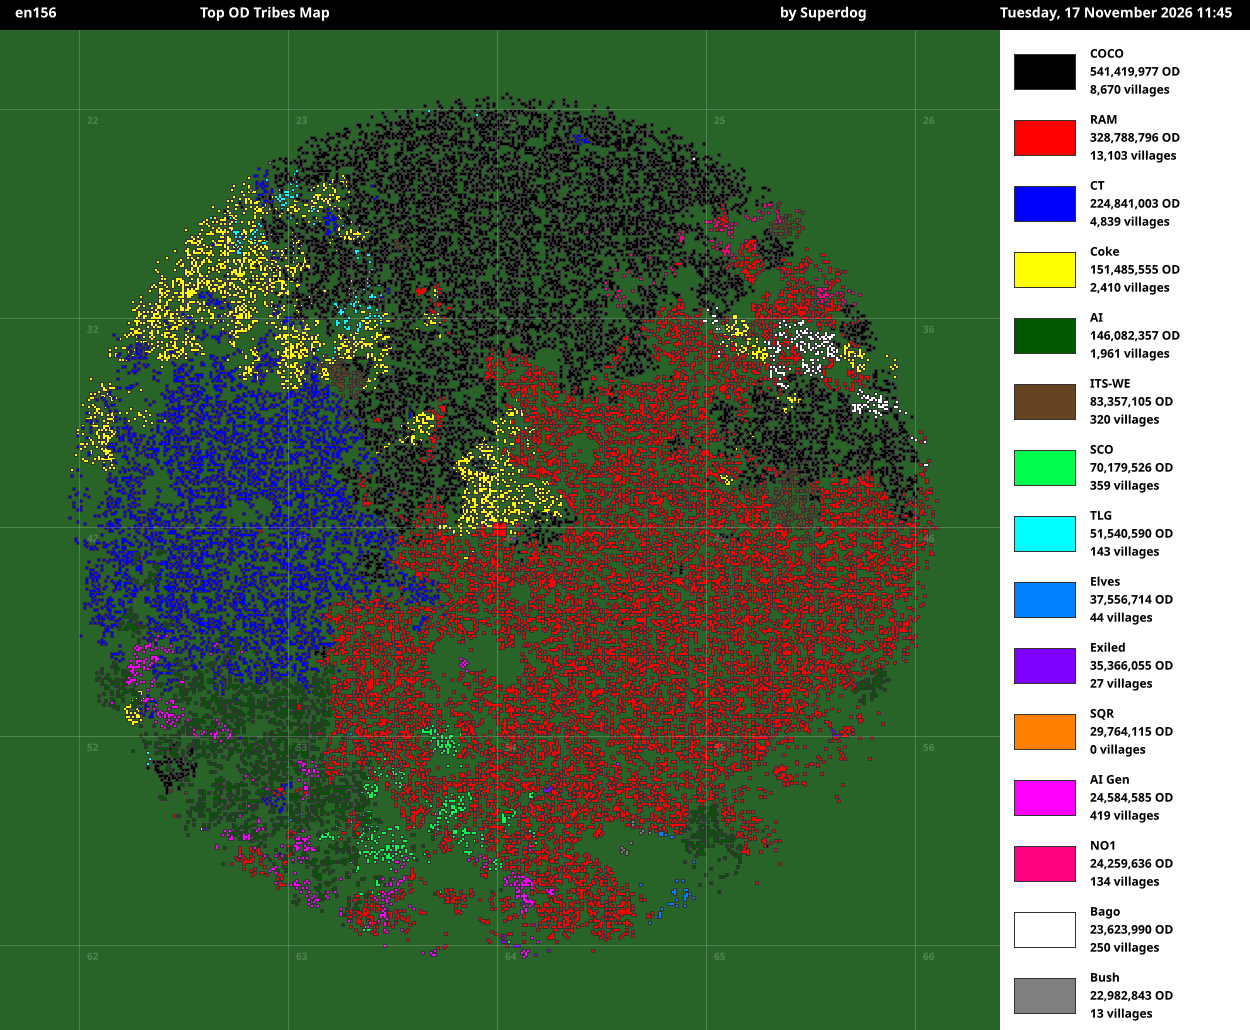 en156 Top OD Tribes Map by Superdog Tuesday, 17 November 2026 11:45
COCO
541,419,977 OD
8,670 villages
RAM
328,788,796 OD
13,103 villages
CT
224,841,003 OD
4,839 villages
Coke
151,485,555 OD
2,410 villages
AI
146,082,357 OD
1,961 villages
ITS-WE
83,357,105 OD
320 villages
SCO
70,179,526 OD
359 villages
TLG
51,540,590 OD
143 villages
Elves
37,556,714 OD
44 villages
Exiled
35,366,055 OD
27 villages
SQR
29,764,115 OD
0 villages
AI Gen
24,584,585 OD
419 villages
NO1
24,259,636 OD
134 villages
Bago
23,623,990 OD
250 villages
Bush
22,982,843 OD
13 villages
22 23 25 26
32 36
42 46
52 53 56
62 63 64 65 66